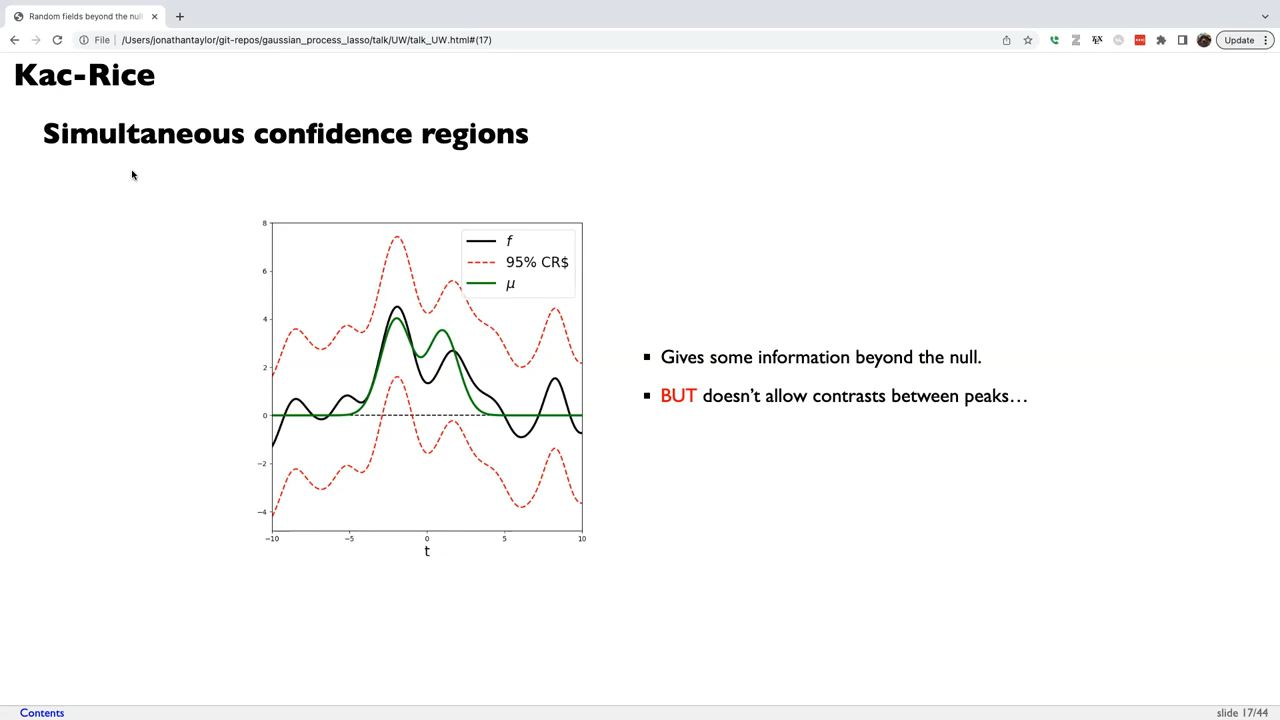 Random fields beyond the null
File
/Users/jonathantaylor/git-repos/gaussian_process_lasso/talk/UW/talk_UW.html#(17)
Update
Kac-Rice
Simultaneous confidence regions
8
6
4
2
0
−2
−4
f
95% CR$
μ
−10
−5
0
5
10
t
Gives some information beyond the null.
BUT doesn’t allow contrasts between peaks…
Contents
slide 17/44